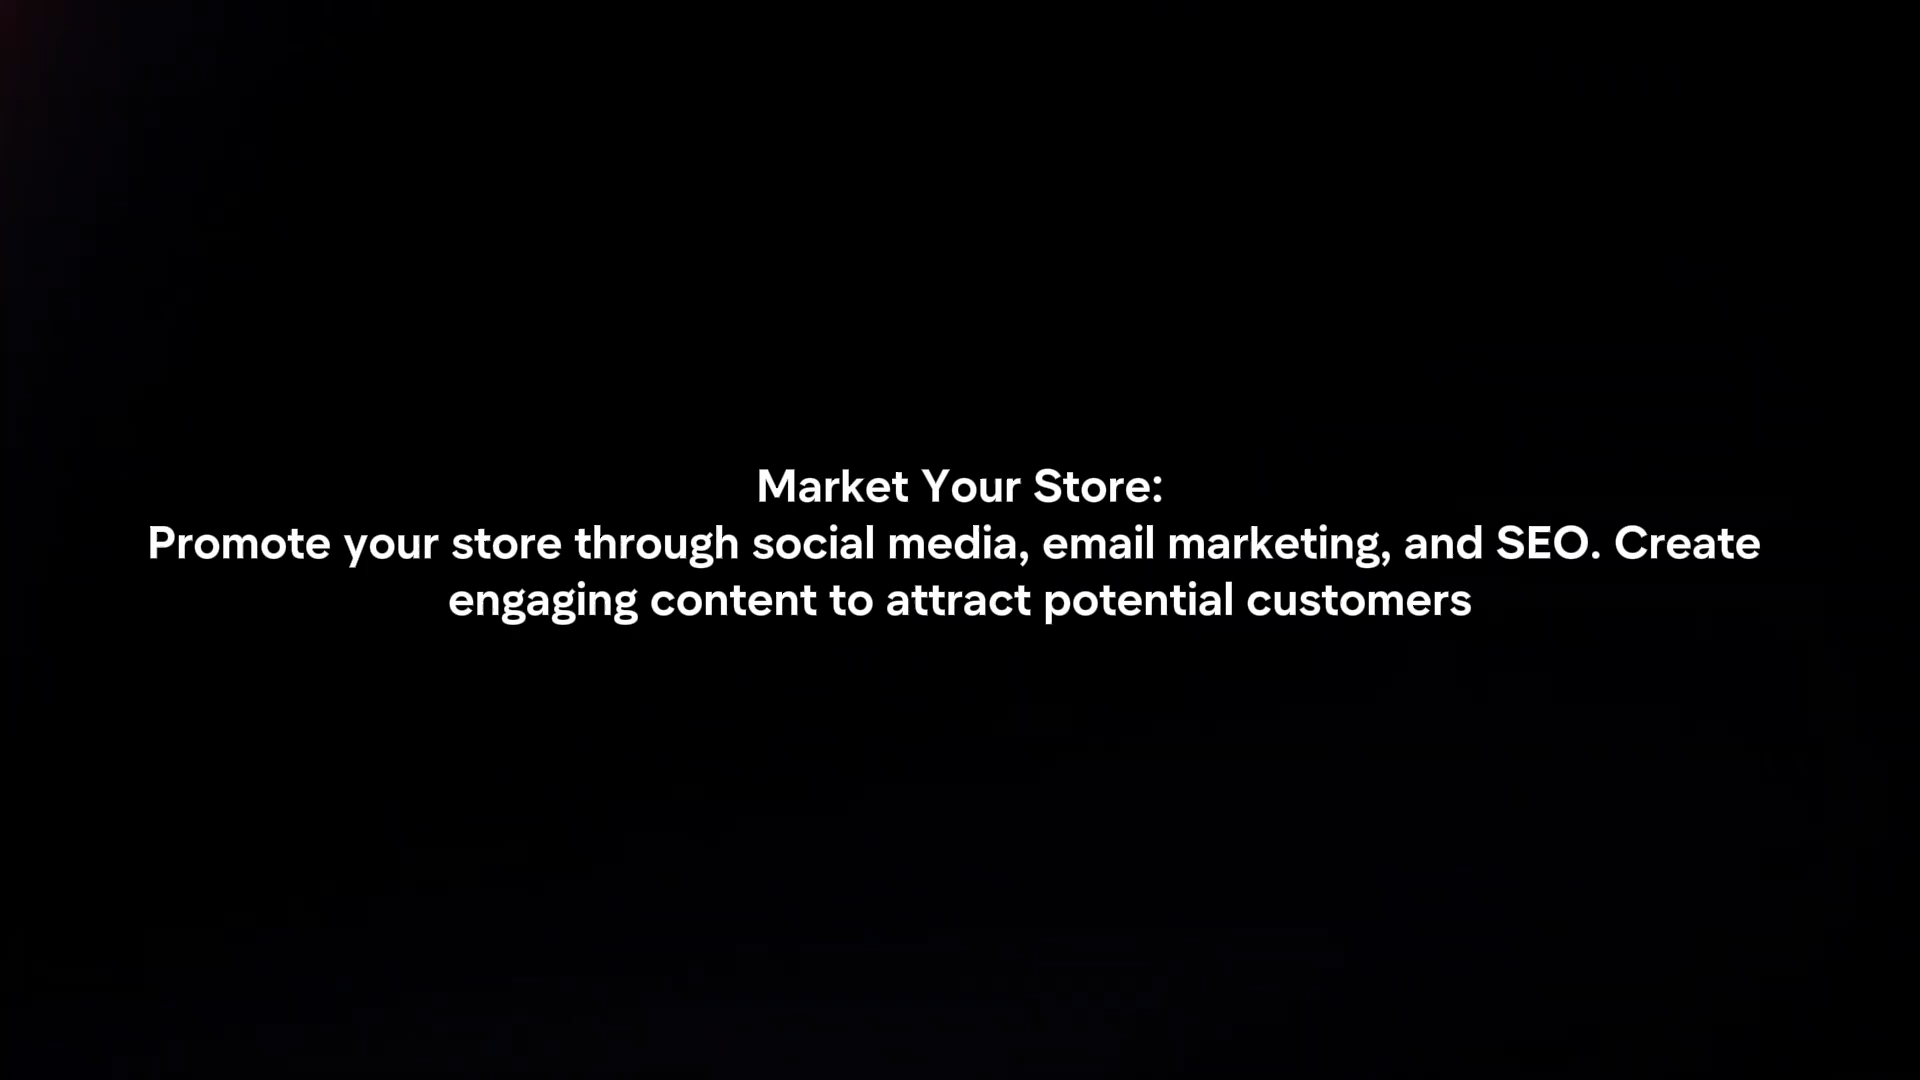 Market Your Store:
Promote your store through social media, email marketing, and SEO. Create
engaging content to attract potential customers